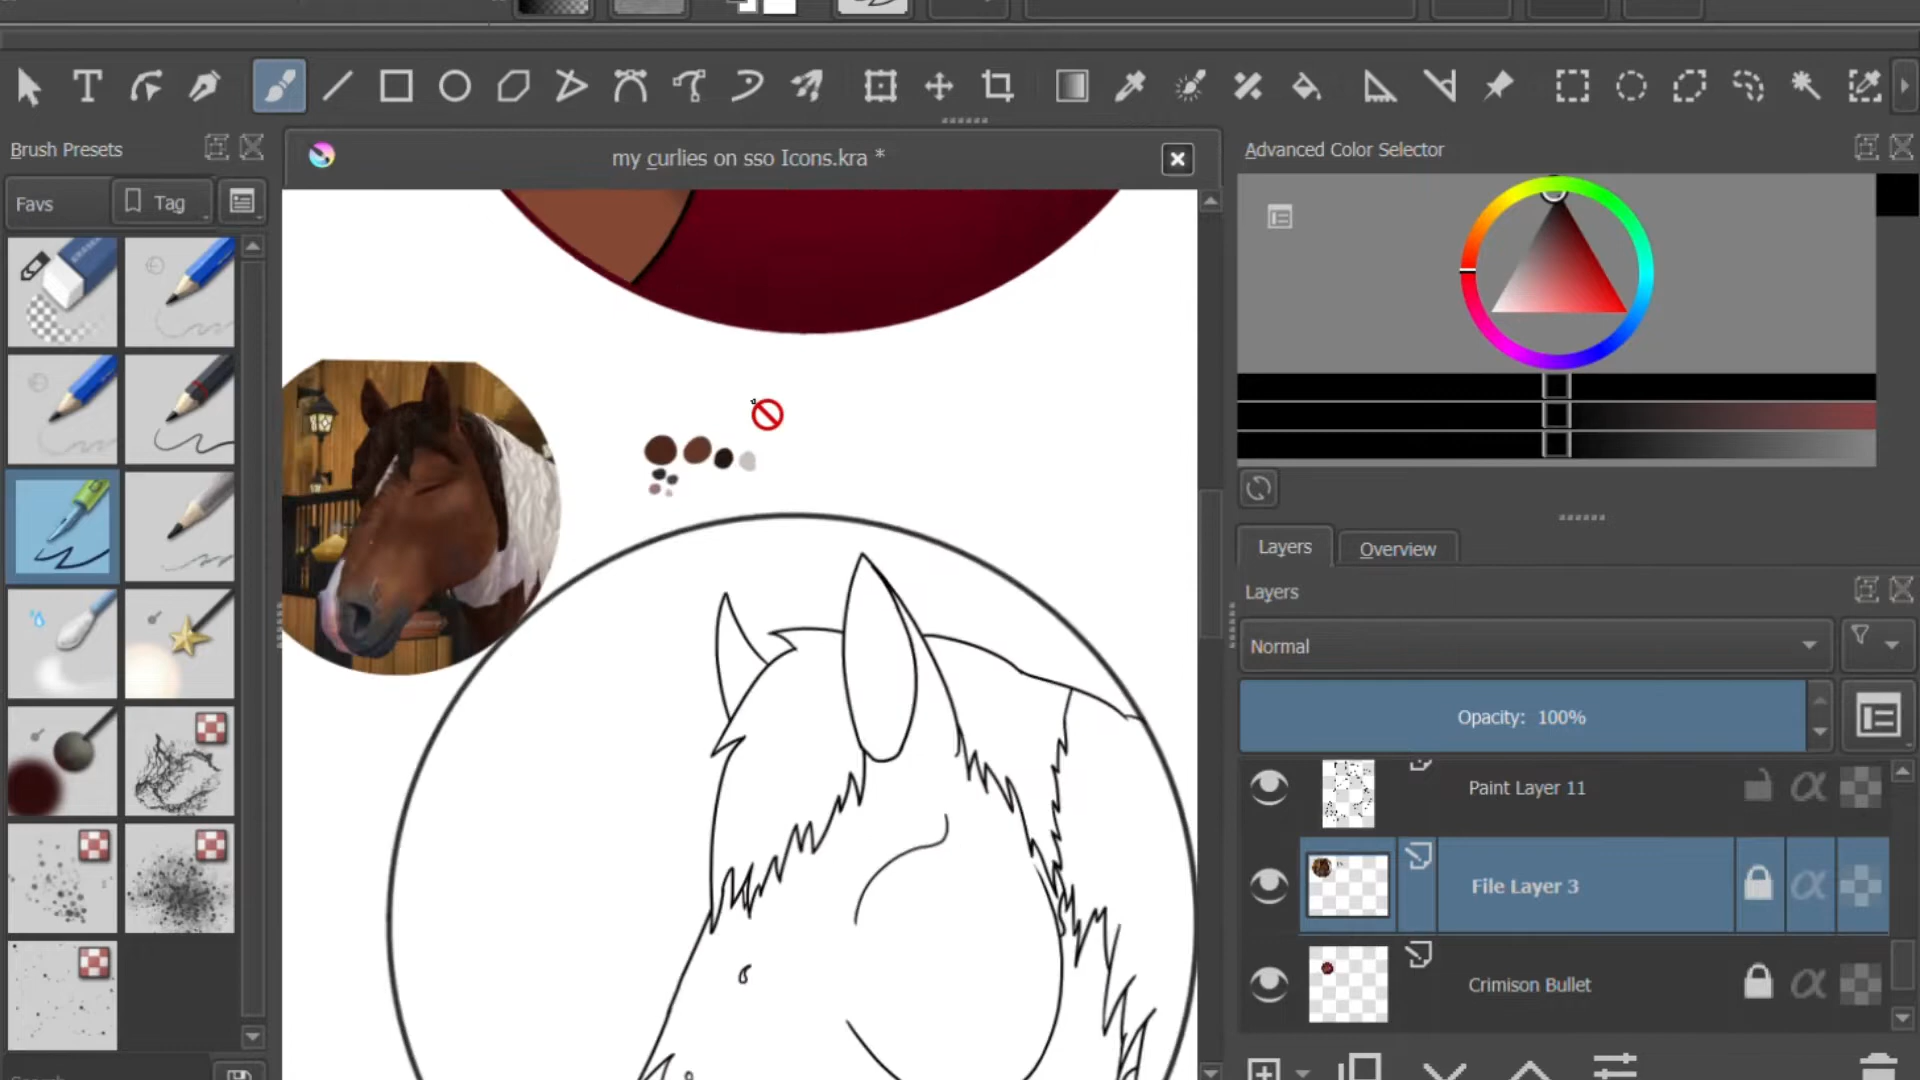 Brush Presets
my curlies on sso Icons.kra *
Advanced Color Selector
Favs
Tag
Layers
Overview
Layers
Normal
Opacity: 100%
Paint Layer 11
File Layer 3
Crimison Bullet